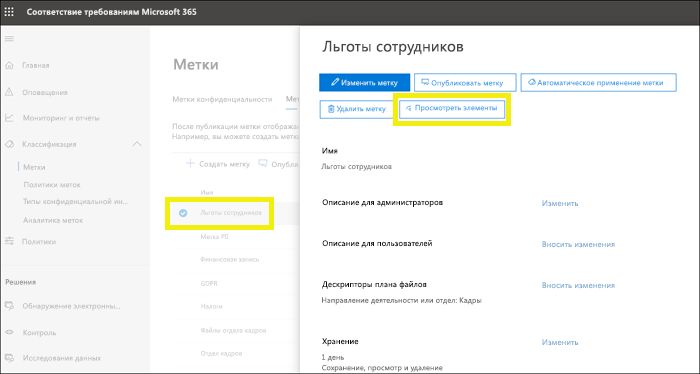 Соответствие требованиям Microsoft 365
Главная
Оповещения
Мониторинг и отчеты
Классификация
Метки
Политики меток
Типы конфиденциальной ин...
Аналитика меток
Политики
Решения
Обнаружение электронны...
Контроль
Исследования данных
Метки
Метки конфиденциальности Ме
После публикации метки отображаю
Например, вы можете создать метк
Создать метку Опубли
Имя
Льготы сотрудников
Метка PII
Финансовая запись
GDPR
Налоги
Файлы отдела кадров
Отдел кадров
Льготы сотрудников
Изменить метку Опубликовать метку Автоматическое применение метки
Удалить метку Просмотреть элементы
Имя
Льготы сотрудников
Описание для администраторов Изменить
Описание для пользователей Вносить изменения
Дескрипторы плана файлов Вносить изменения
Направление деятельности или отдел: Кадры
Хранение Изменить
1 день
Сохранение, просмотр и удаление